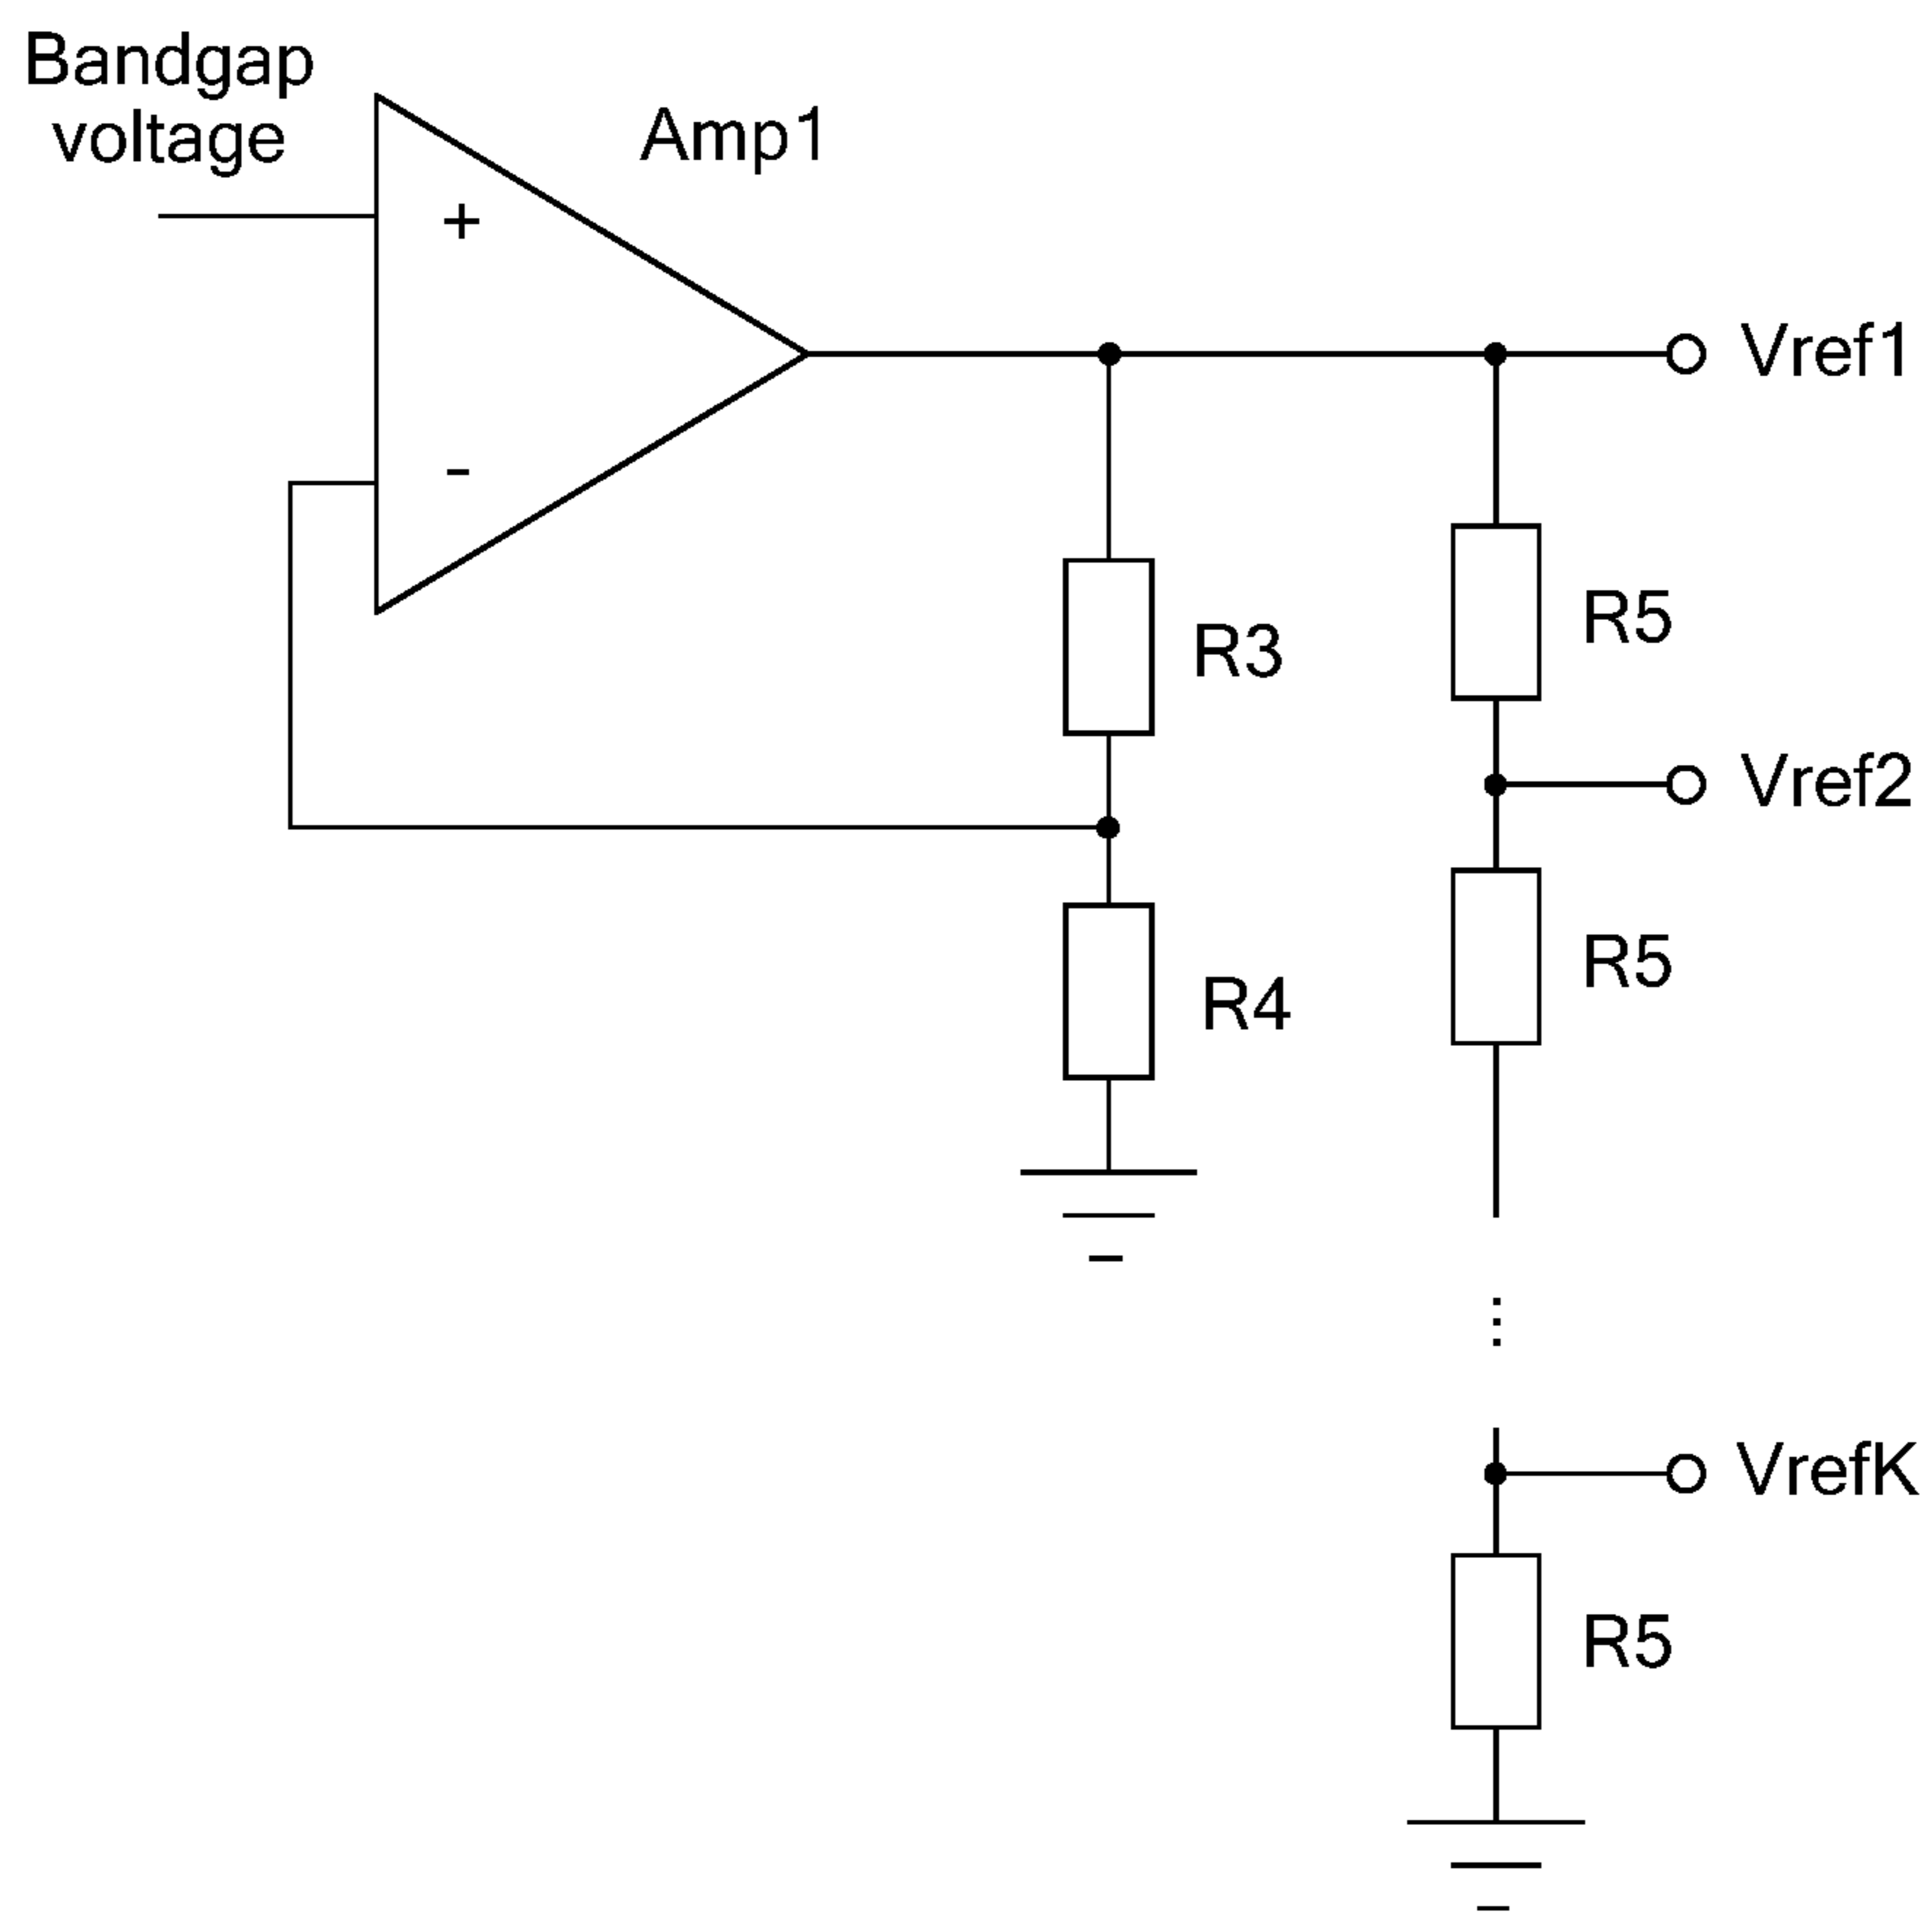 Bandgap
voltage
Amp1
+
-
Vref1
R5
R3
Vref2
R5
R4
⋮
VrefK
R5